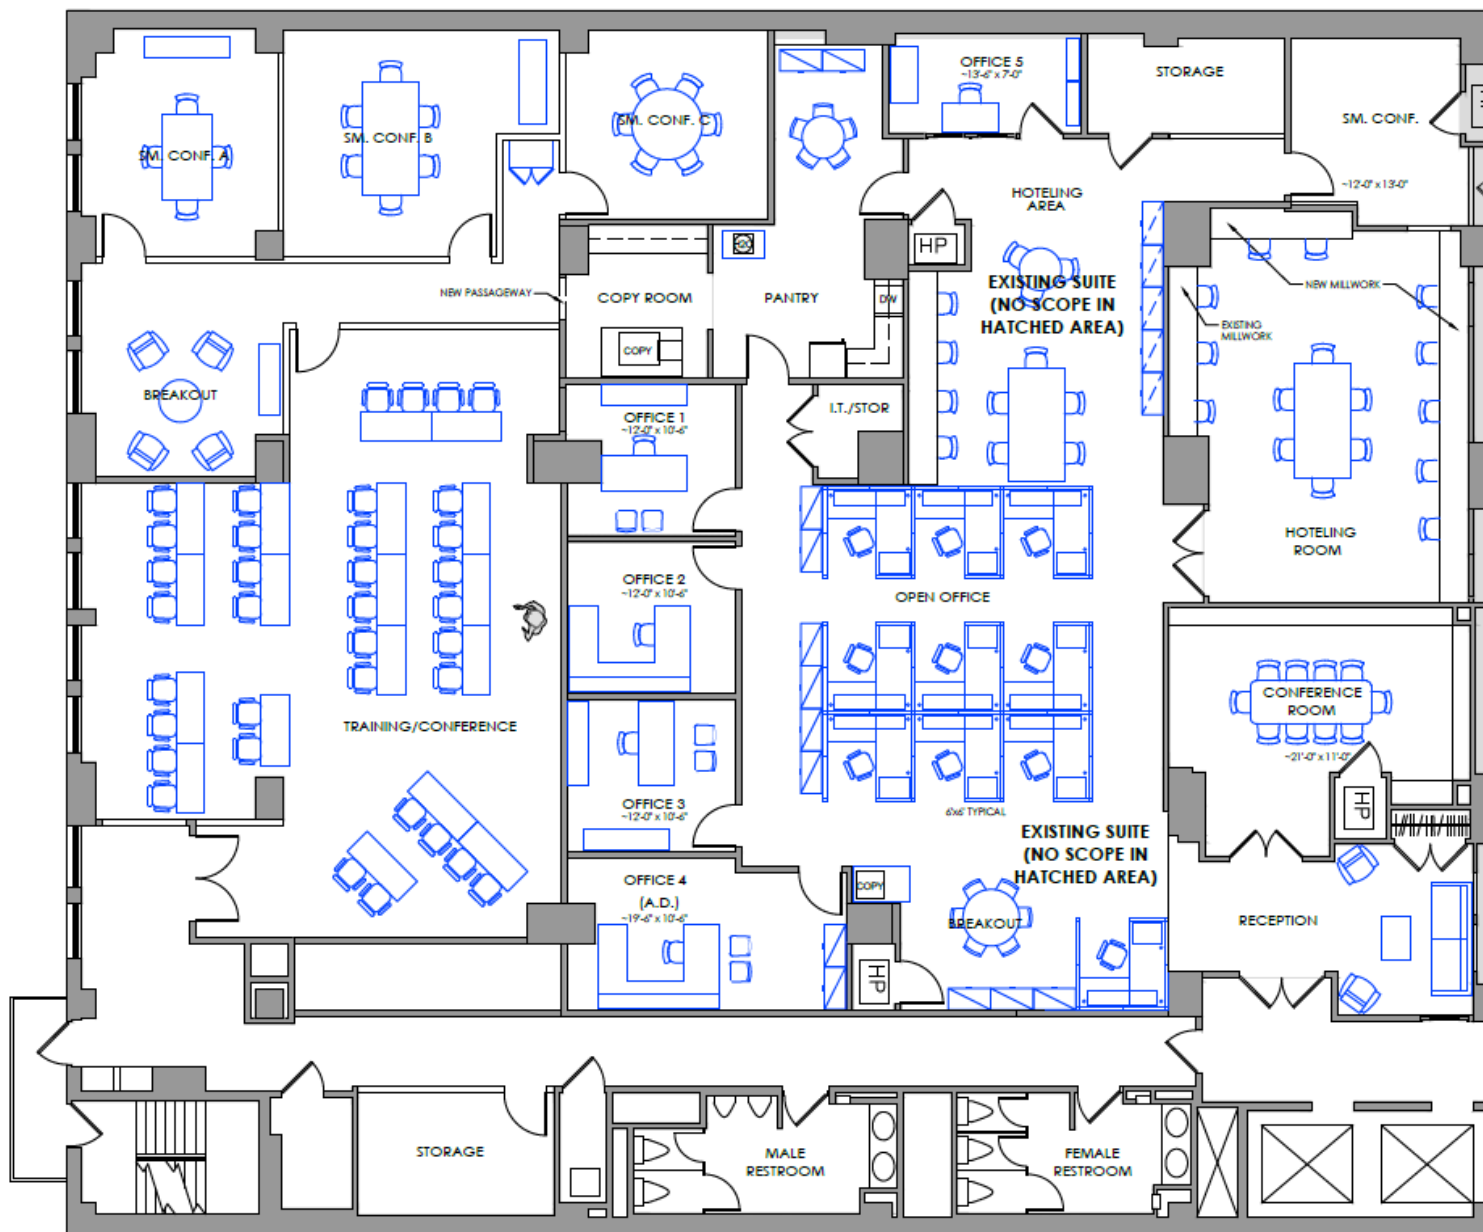 OFFICE 5
~13'-6" x 7'-0"
STORAGE
SM. CONF.
SM. CONF. C
SM. CONF. B
SM. CONF. A
~12'-0" x 13'-0"
HOTELING
AREA
H2O
HP
EXISTING SUITE
(NO SCOPE IN
HATCHED AREA)
NEW PASSAGEWAY
COPY ROOM
PANTRY
DW
NEW MILLWORK
EXISTING
MILLWORK
COPY
BREAKOUT
I.T./STOR
OFFICE 1
~12'-0" x 10'-6"
HOTELING
ROOM
OFFICE 2
~12'-0" x 10'-6"
OPEN OFFICE
CONFERENCE
ROOM
~21'-0" x 11'-0"
TRAINING/CONFERENCE
OFFICE 3
~12'-0" x 10'-6"
6'x6' TYPICAL
HP
EXISTING SUITE
(NO SCOPE IN
HATCHED AREA)
OFFICE 4
(A.D.)
~19'-6" x 10'-6"
COPY
BREAKOUT
RECEPTION
HP
STORAGE
MALE
RESTROOM
FEMALE
RESTROOM